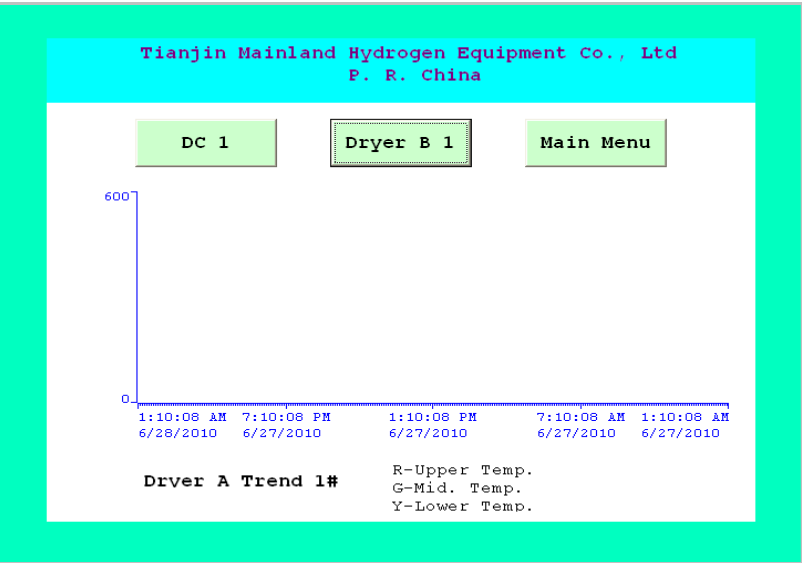 Tianjin Mainland Hydrogen Equipment Co., Ltd
P. R. China
DC 1 Dryer B 1 Main Menu
600
0
1:10:08 AM 7:10:08 PM 1:10:08 PM 7:10:08 AM 1:10:08 AM
6/28/2010 6/27/2010 6/27/2010 6/27/2010 6/27/2010
Dryer A Trend 1#
R-Upper Temp.
G-Mid. Temp.
Y-Lower Temp.